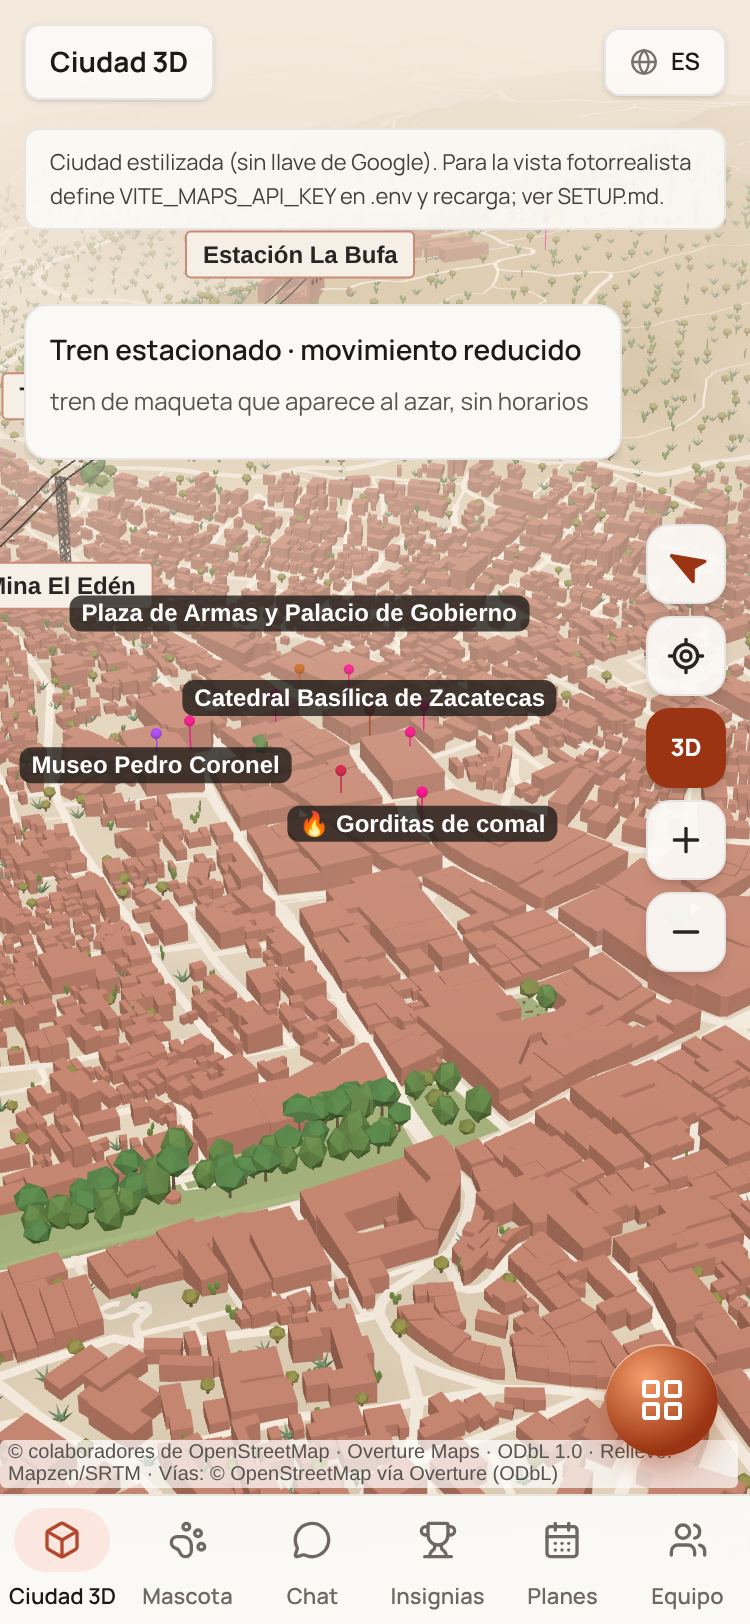 Ciudad 3D
ES
Ciudad estilizada (sin llave de Google). Para la vista fotorrealista
define VITE_MAPS_API_KEY en .env y recarga; ver SETUP.md.
Estación La Bufa
Tren estacionado · movimiento reducido
tren de maqueta que aparece al azar, sin horarios
Mina El Edén
Plaza de Armas y Palacio de Gobierno
Catedral Basílica de Zacatecas
3D
Museo Pedro Coronel
🔥 Gorditas de comal
© colaboradores de OpenStreetMap · Overture Maps · ODbL 1.0 · Relieve:
Mapzen/SRTM · Vías: © OpenStreetMap vía Overture (ODbL)
Ciudad 3D
Mascota
Chat
Insignias
Planes
Equipo